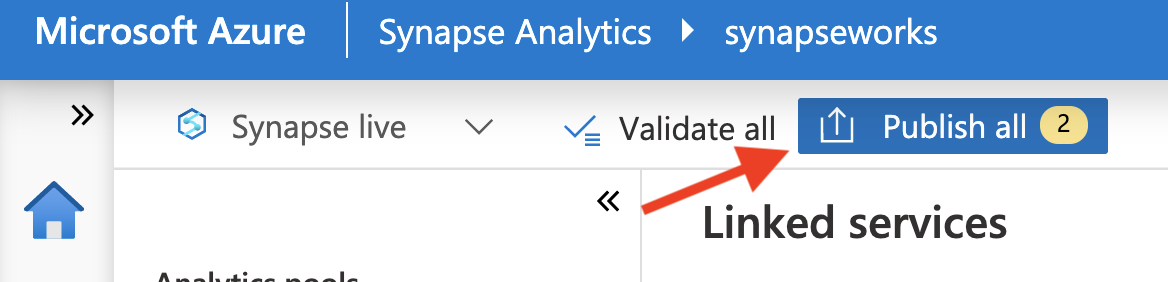 Microsoft Azure
Synapse Analytics
synapseworks
Synapse live
Validate all
Publish all
2
Linked services
Analytics pools